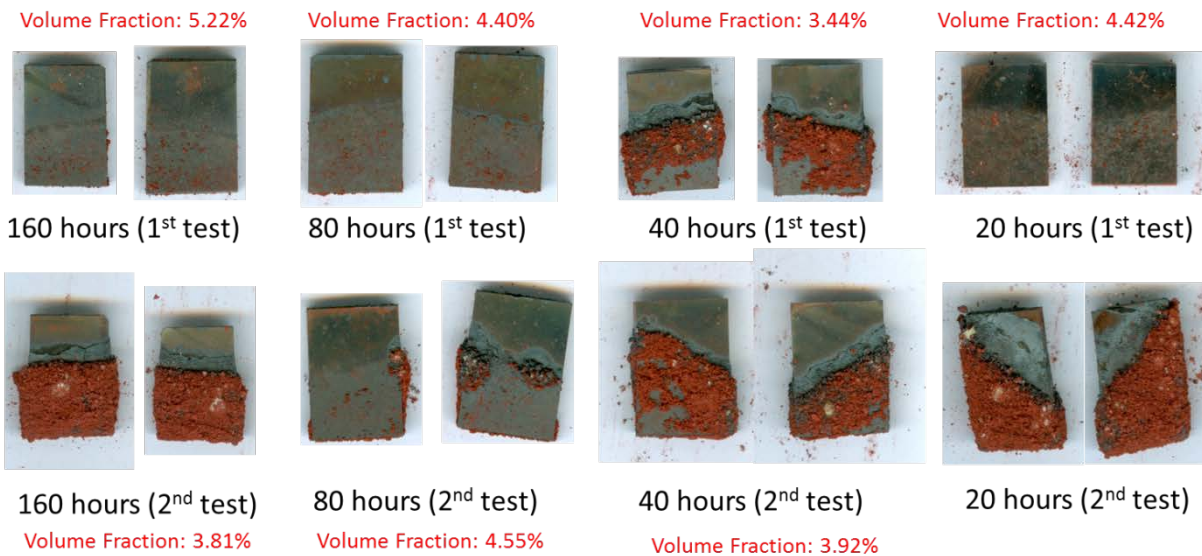 Volume Fraction: 5.22%
Volume Fraction: 4.40%
Volume Fraction: 3.44%
Volume Fraction: 4.42%
160 hours (1st test)
80 hours (1st test)
40 hours (1st test)
20 hours (1st test)
160 hours (2nd test)
80 hours (2nd test)
40 hours (2nd test)
20 hours (2nd test)
Volume Fraction: 3.81%
Volume Fraction: 4.55%
Volume Fraction: 3.92%